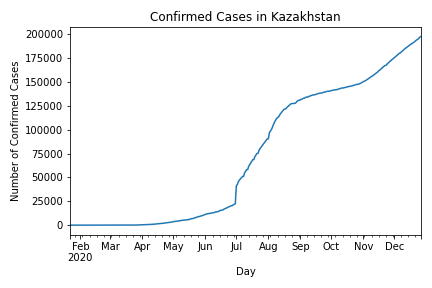 Confirmed Cases in Kazakhstan
200000
175000
150000
125000
100000
75000
50000
25000
0
Number of Confirmed Cases
Feb Mar Apr May Jun Jul Aug Sep Oct Nov Dec
2020
Day